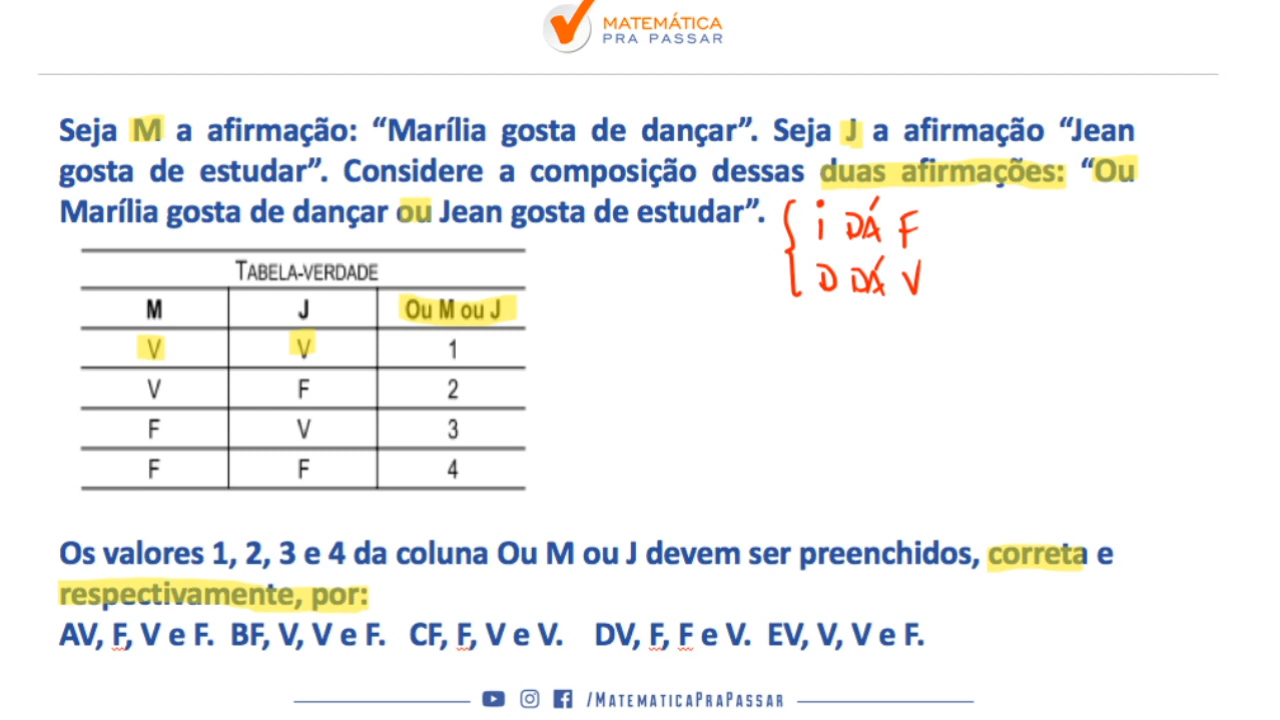 MATEMÁTICA
PRA PASSAR
Seja M a afirmação: “Marília gosta de dançar”. Seja J a afirmação “Jean
gosta de estudar”. Considere a composição dessas duas afirmações: “Ou
Marília gosta de dançar ou Jean gosta de estudar”.
i DÁ F
D DÁ V
TABELA-VERDADE
M J Ou M ou J
V V 1
V F 2
F V 3
F F 4
Os valores 1, 2, 3 e 4 da coluna Ou M ou J devem ser preenchidos, correta e
respectivamente, por:
AV, F, V e F. BF, V, V e F. CF, F, V e V. DV, F, F e V. EV, V, V e F.
/MATEMATICAPRAPASSAR